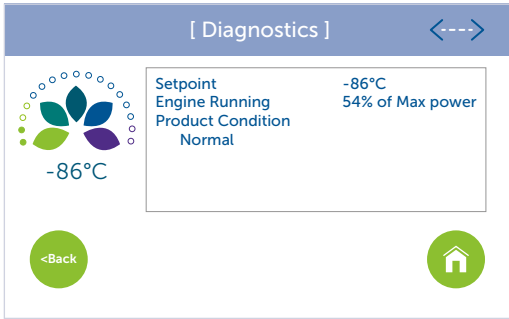 [ Diagnostics ]
Setpoint -86°C
Engine Running 54% of Max power
Product Condition
Normal
-86°C
<Back